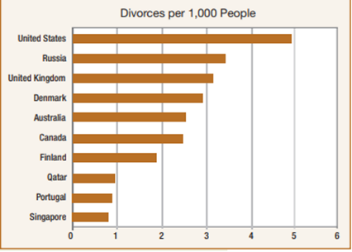 Divorces per 1,000 People
United States
Russia
United Kingdom
Denmark
Australia
Canada
Finland
Qatar
Portugal
Singapore
0 1 2 3 4 5 6